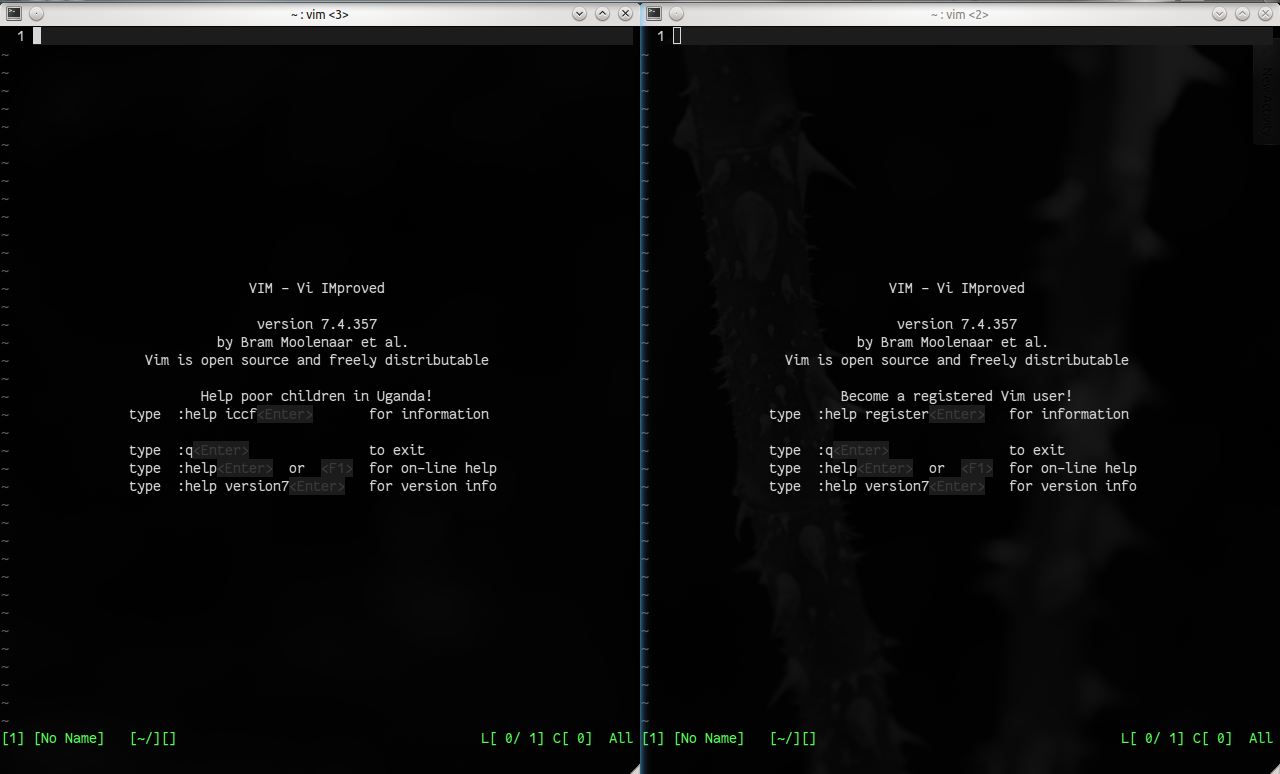 ~ : vim <3>
1
VIM - Vi IMproved
version 7.4.357
by Bram Moolenaar et al.
Vim is open source and freely distributable
Help poor children in Uganda!
type :help iccf<Enter> for information
type :q<Enter> to exit
type :help<Enter> or <F1> for on-line help
type :help version7<Enter> for version info
[1] [No Name] [~/][] L[ 0/ 1] C[ 0] All
~ : vim <2>
1
VIM - Vi IMproved
version 7.4.357
by Bram Moolenaar et al.
Vim is open source and freely distributable
Become a registered Vim user!
type :help register<Enter> for information
type :q<Enter> to exit
type :help<Enter> or <F1> for on-line help
type :help version7<Enter> for version info
[1] [No Name] [~/][] L[ 0/ 1] C[ 0] All